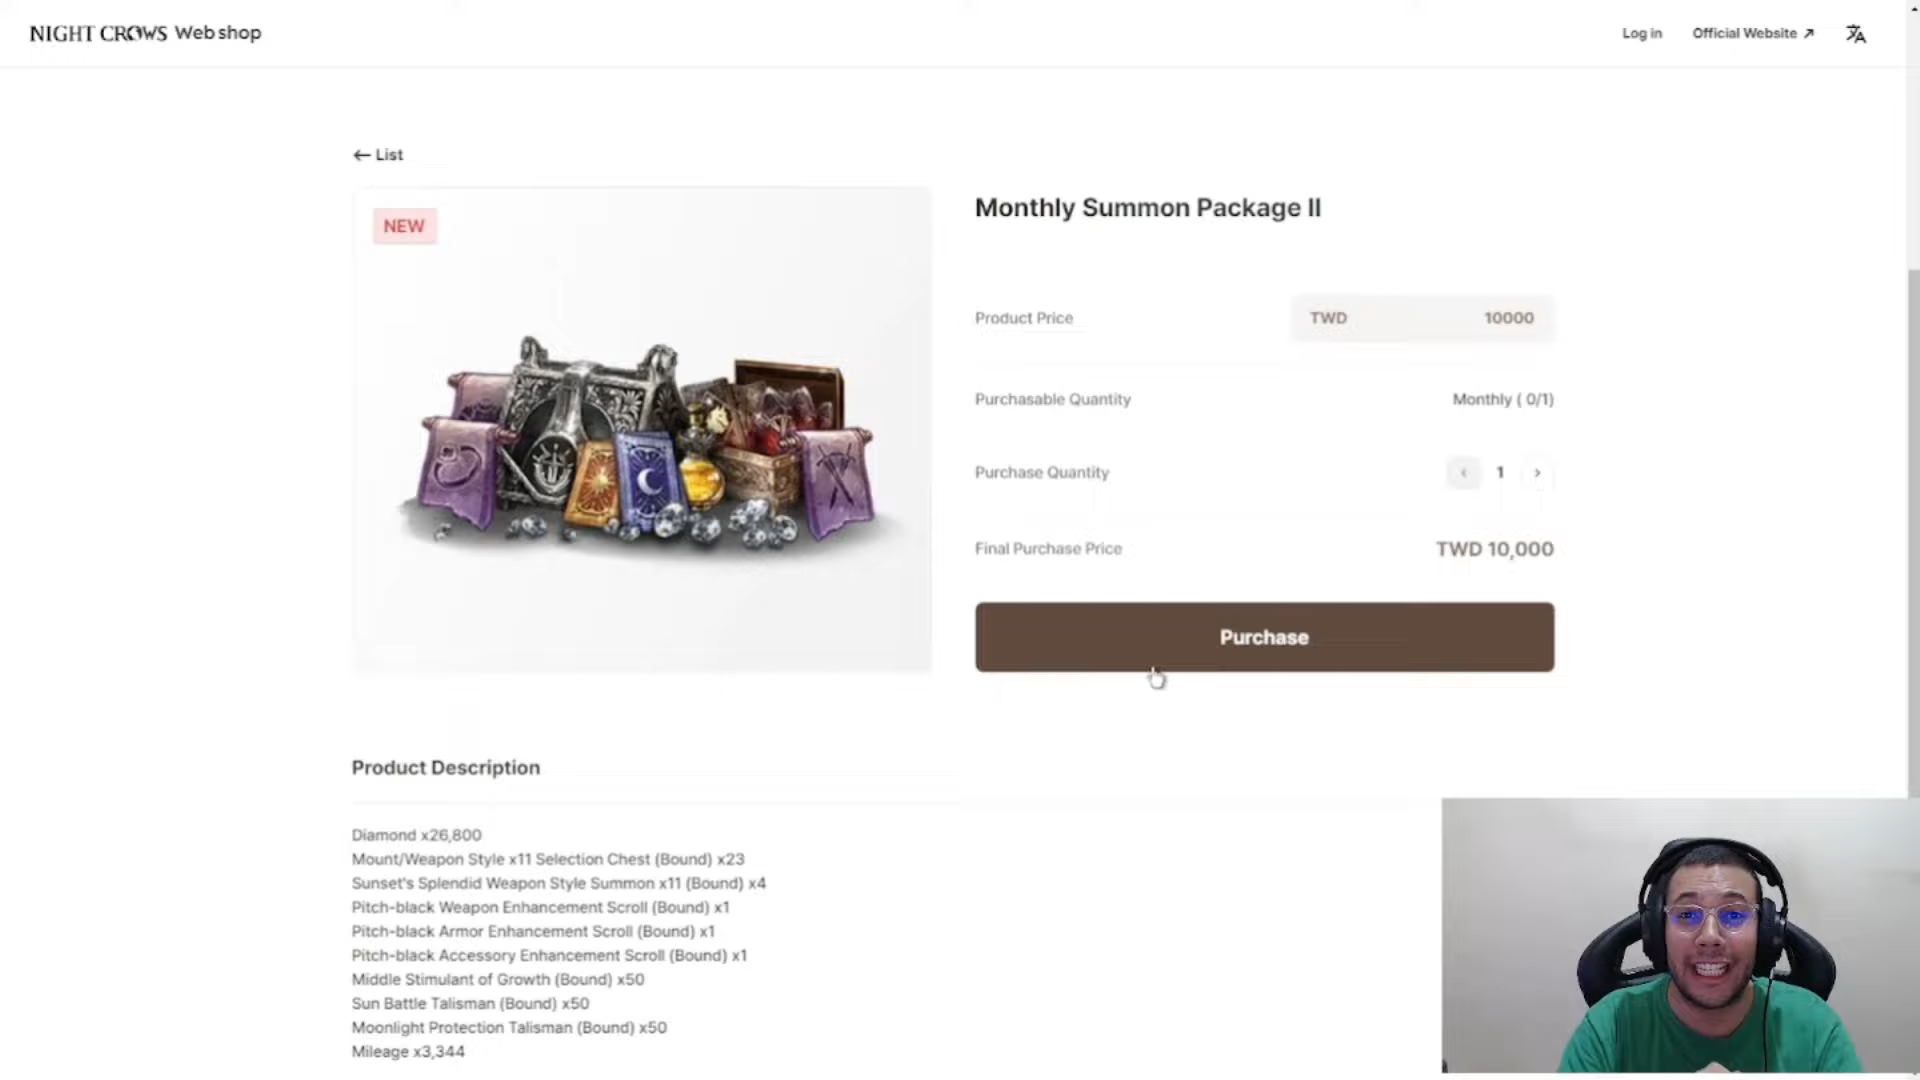 NIGHT CROWS Web shop
Log in
Official Website
List
NEW
Monthly Summon Package II
Product Price
TWD 10000
Purchasable Quantity
Monthly ( 0/1)
Purchase Quantity
1
Final Purchase Price
TWD 10,000
Purchase
Product Description
Diamond x26,800
Mount/Weapon Style x11 Selection Chest (Bound) x23
Sunset's Splendid Weapon Style Summon x11 (Bound) x4
Pitch-black Weapon Enhancement Scroll (Bound) x1
Pitch-black Armor Enhancement Scroll (Bound) x1
Pitch-black Accessory Enhancement Scroll (Bound) x1
Middle Stimulant of Growth (Bound) x50
Sun Battle Talisman (Bound) x50
Moonlight Protection Talisman (Bound) x50
Mileage x3,344